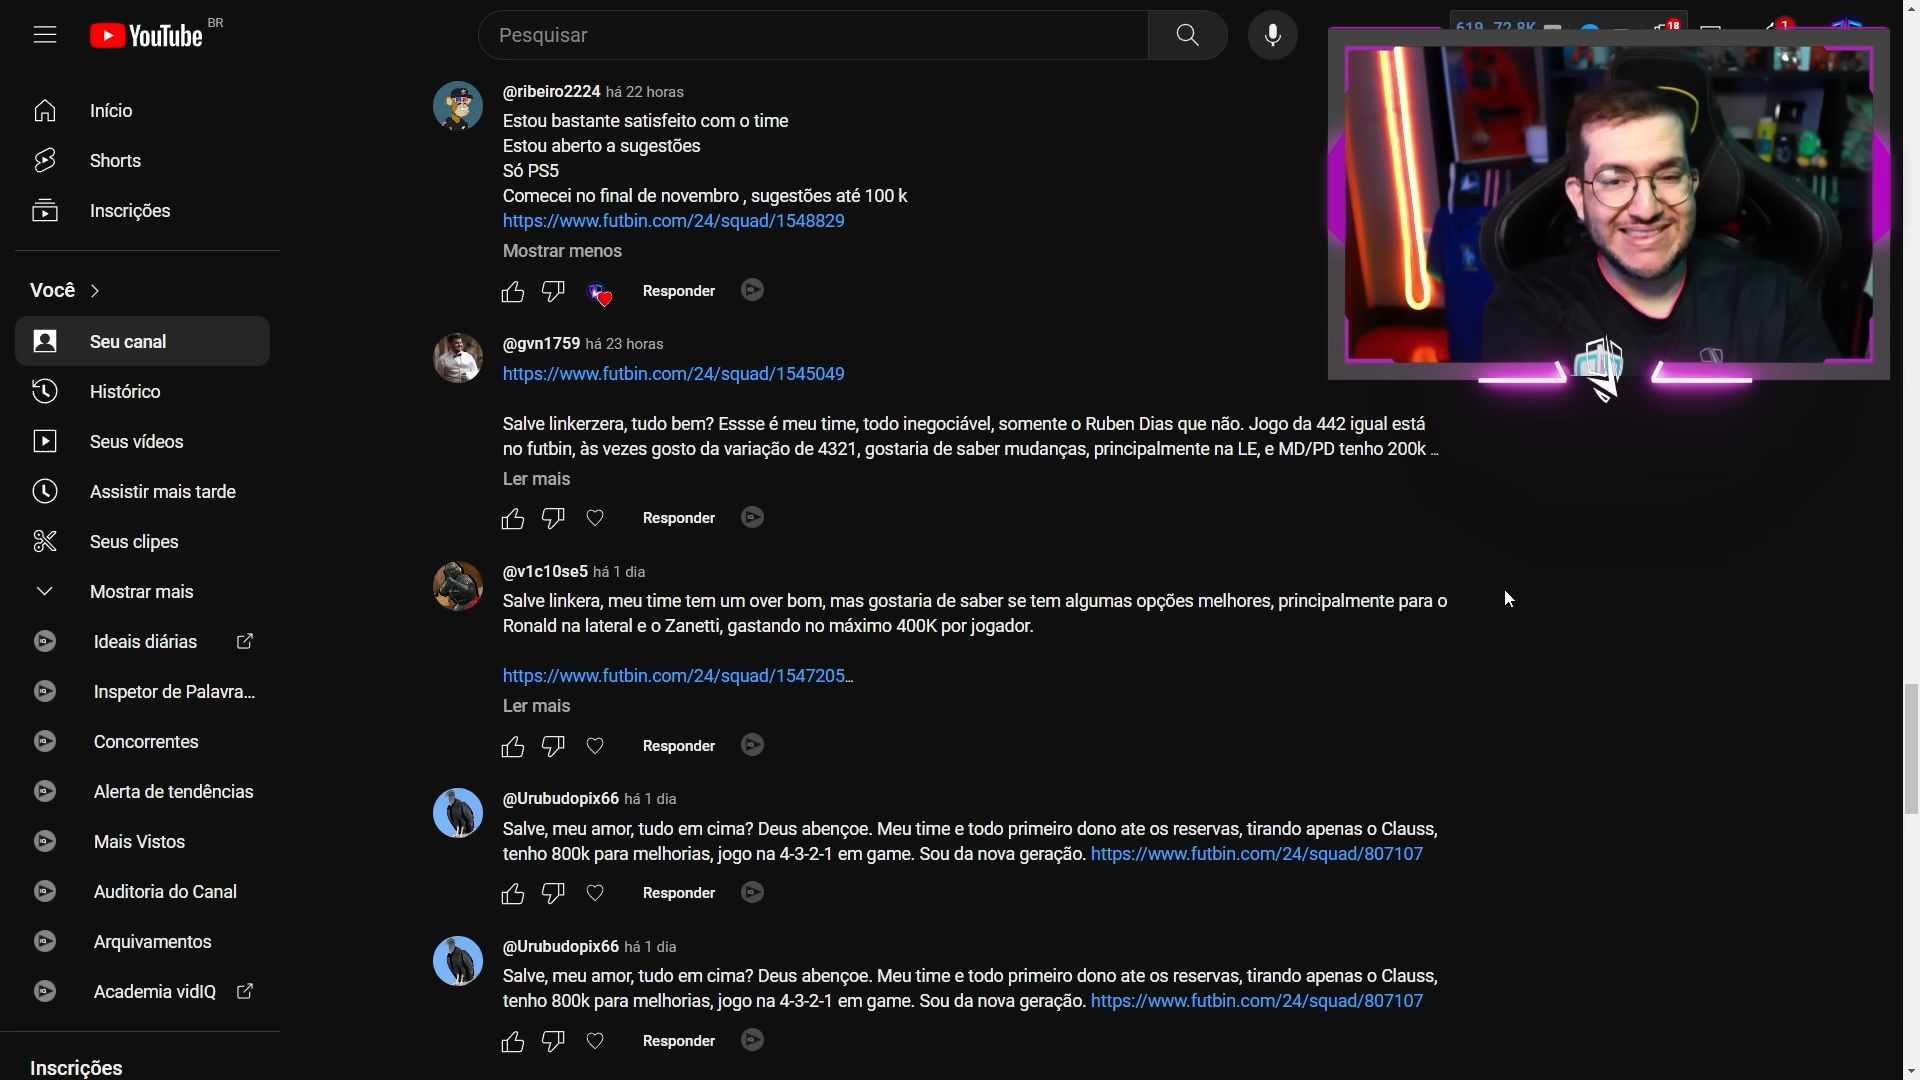 YouTube BR
Pesquisar
18
1
Início
Shorts
Inscrições
Você
Seu canal
Histórico
Seus vídeos
Assistir mais tarde
Seus clipes
Mostrar mais
Ideais diárias
Inspetor de Palavra...
Concorrentes
Alerta de tendências
Mais Vistos
Auditoria do Canal
Arquivamentos
Academia vidIQ
Inscrições
@ribeiro2224 há 22 horas
Estou bastante satisfeito com o time
Estou aberto a sugestões
Só PS5
Comecei no final de novembro , sugestões até 100 k
https://www.futbin.com/24/squad/1548829
Mostrar menos
Responder
@gvn1759 há 23 horas
https://www.futbin.com/24/squad/1545049
Salve linkerzera, tudo bem? Essse é meu time, todo inegociável, somente o Ruben Dias que não. Jogo da 442 igual está
no futbin, às vezes gosto da variação de 4321, gostaria de saber mudanças, principalmente na LE, e MD/PD tenho 200k ...
Ler mais
Responder
@v1c10se5 há 1 dia
Salve linkera, meu time tem um over bom, mas gostaria de saber se tem algumas opções melhores, principalmente para o
Ronald na lateral e o Zanetti, gastando no máximo 400K por jogador.
https://www.futbin.com/24/squad/1547205...
Ler mais
Responder
@Urubudopix66 há 1 dia
Salve, meu amor, tudo em cima? Deus abençoe. Meu time e todo primeiro dono ate os reservas, tirando apenas o Clauss,
tenho 800k para melhorias, jogo na 4-3-2-1 em game. Sou da nova geração. https://www.futbin.com/24/squad/807107
Responder
@Urubudopix66 há 1 dia
Salve, meu amor, tudo em cima? Deus abençoe. Meu time e todo primeiro dono ate os reservas, tirando apenas o Clauss,
tenho 800k para melhorias, jogo na 4-3-2-1 em game. Sou da nova geração. https://www.futbin.com/24/squad/807107
Responder